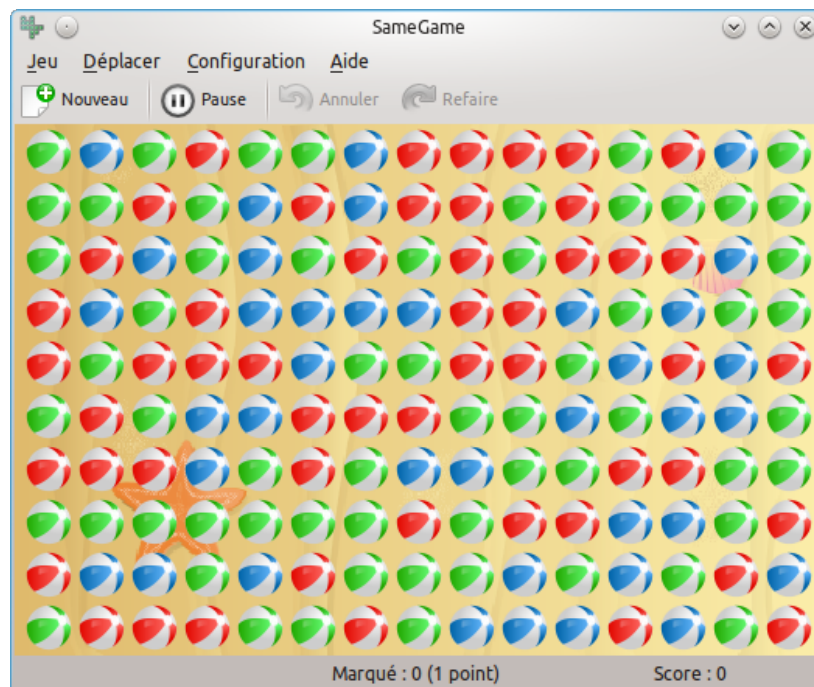 SameGame
Jeu Déplacer Configuration Aide
Nouveau Pause Annuler Refaire
Marqué : 0 (1 point) Score : 0